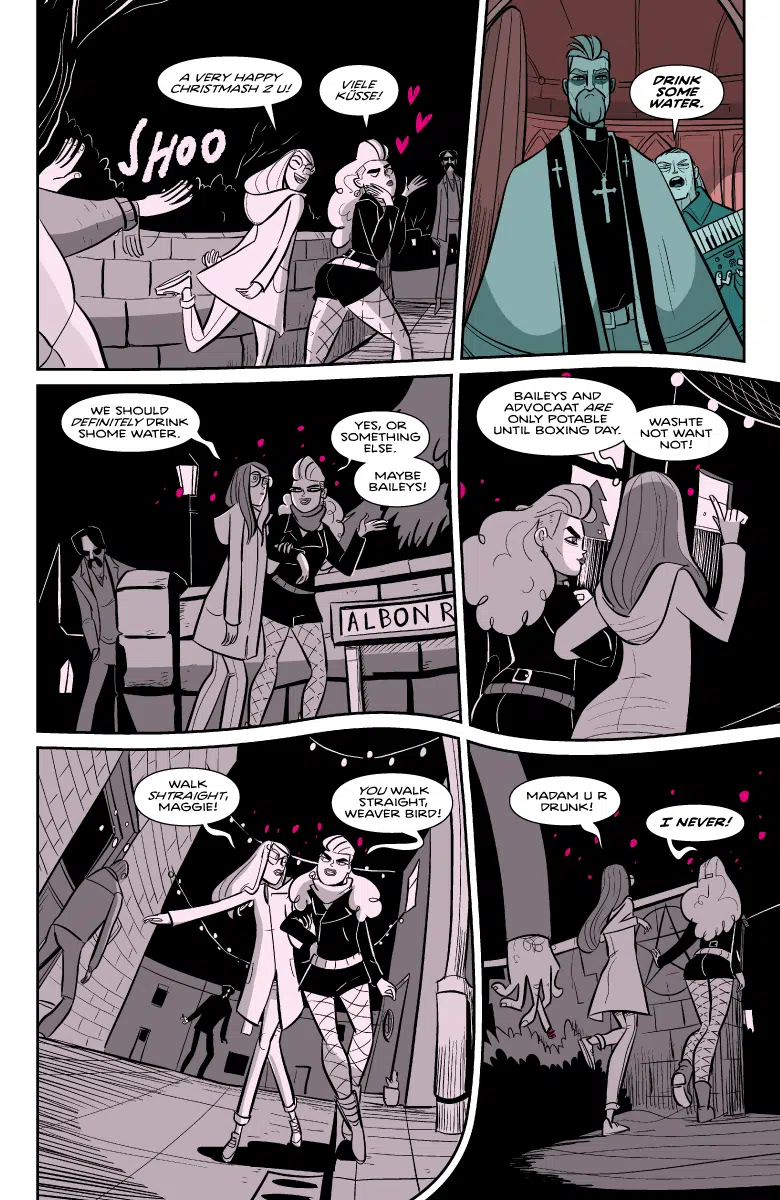 A VERY HAPPY
CHRISTMASH 2 U!
VIELE
KÜSSE!
SHOO
DRINK
SOME
WATER.
WE SHOULD
DEFINITELY DRINK
SHOME WATER.
YES, OR
SOMETHING
ELSE.
MAYBE
BAILEYS!
ALBON R
BAILEYS AND
ADVOCAAT ARE
ONLY POTABLE
UNTIL BOXING DAY.
WASHTE
NOT WANT
NOT!
WALK
SHTRAIGHT,
MAGGIE!
YOU WALK
STRAIGHT,
WEAVER BIRD!
MADAM U R
DRUNK!
I NEVER!